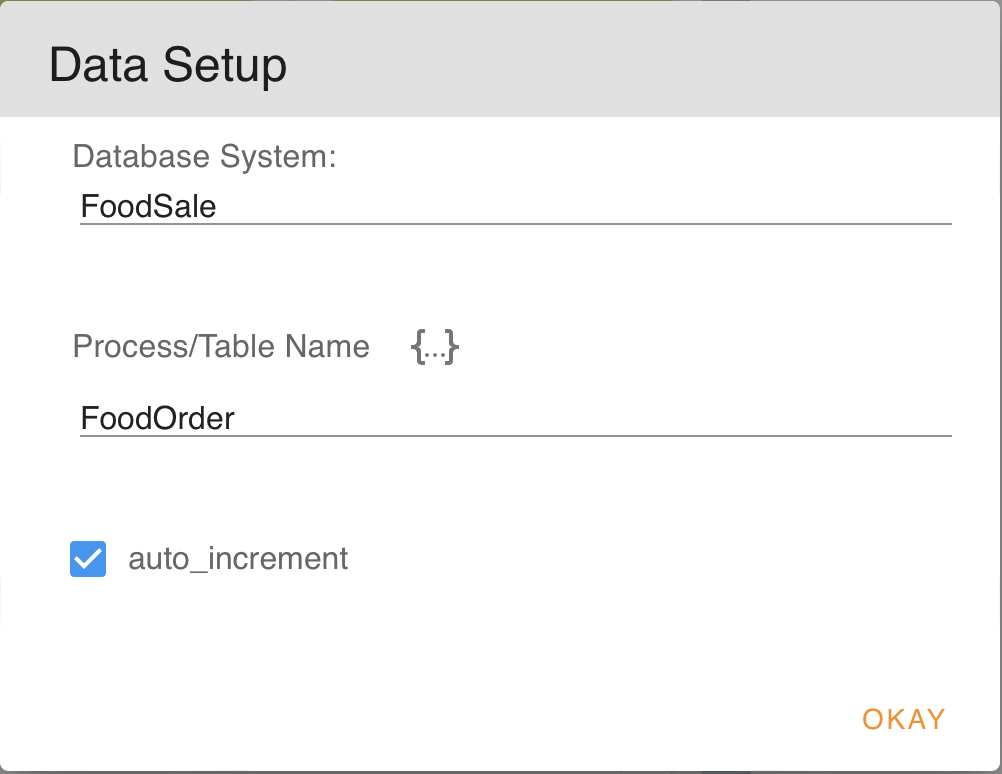 Data Setup
Database System:
FoodSale
Process/Table Name {...}
FoodOrder
auto_increment
OKAY